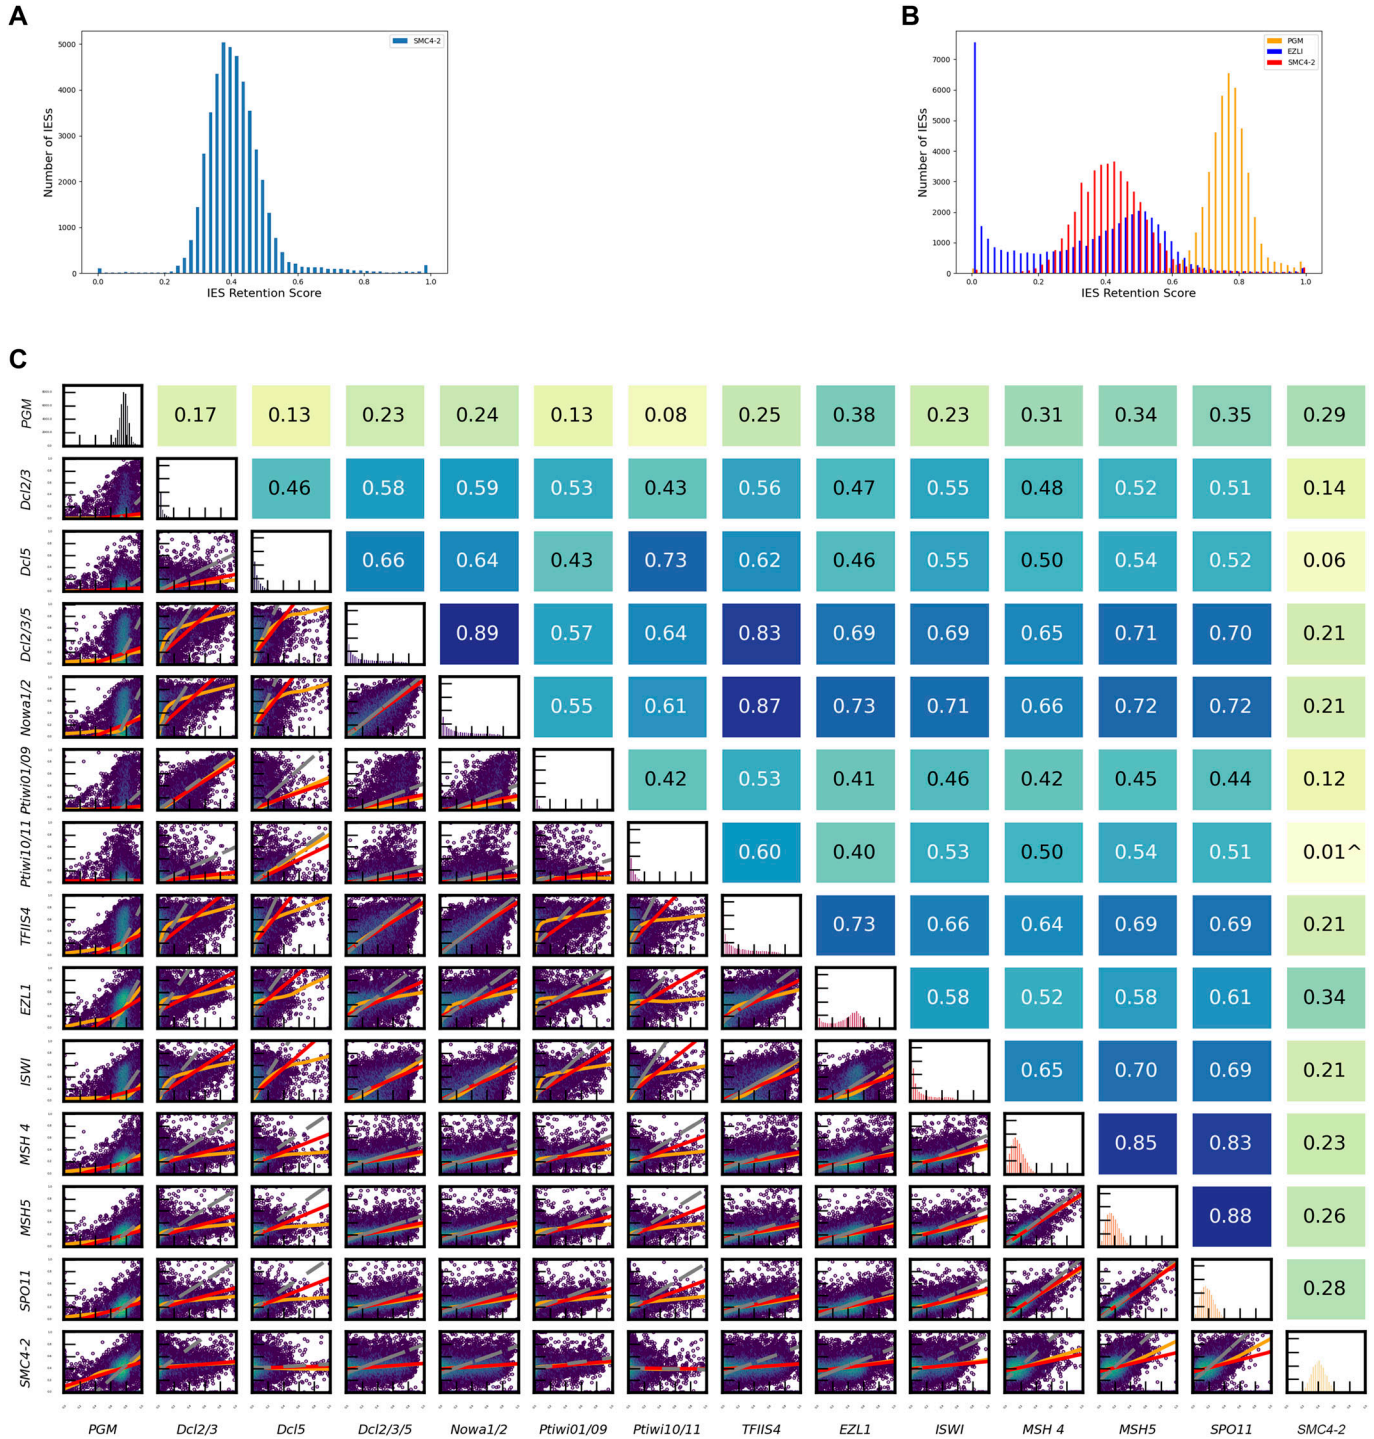 A
B
SMC4-2
5000
4000
3000
2000
1000
0
Number of IESs
0.0 0.2 0.4 0.6 0.8 1.0
IES Retention Score
PGM
EZLI
SMC4-2
7000
6000
5000
4000
3000
2000
1000
0
Number of IESs
0.0 0.2 0.4 0.6 0.8 1.0
IES Retention Score
C
PGM 0.17 0.13 0.23 0.24 0.13 0.08 0.25 0.38 0.23 0.31 0.34 0.35 0.29
Dcl2/3 0.46 0.58 0.59 0.53 0.43 0.56 0.47 0.55 0.48 0.52 0.51 0.14
Dcl5 0.66 0.64 0.43 0.73 0.62 0.46 0.55 0.50 0.54 0.52 0.06
Dcl2/3/5 0.89 0.57 0.64 0.83 0.69 0.69 0.65 0.71 0.70 0.21
Nowa1/2 0.55 0.61 0.87 0.73 0.71 0.66 0.72 0.72 0.21
Ptiwi01/09 0.42 0.53 0.41 0.46 0.42 0.45 0.44 0.12
Ptiwi10/11 0.60 0.40 0.53 0.50 0.54 0.51 0.01^
TFIIS4 0.73 0.66 0.64 0.69 0.69 0.21
EZL1 0.58 0.52 0.58 0.61 0.34
ISWI 0.65 0.70 0.69 0.21
MSH 4 0.85 0.83 0.23
MSH5 0.88 0.26
SPO11 0.28
SMC4-2
PGM Dcl2/3 Dcl5 Dcl2/3/5 Nowa1/2 Ptiwi01/09 Ptiwi10/11 TFIIS4 EZL1 ISWI MSH 4 MSH5 SPO11 SMC4-2